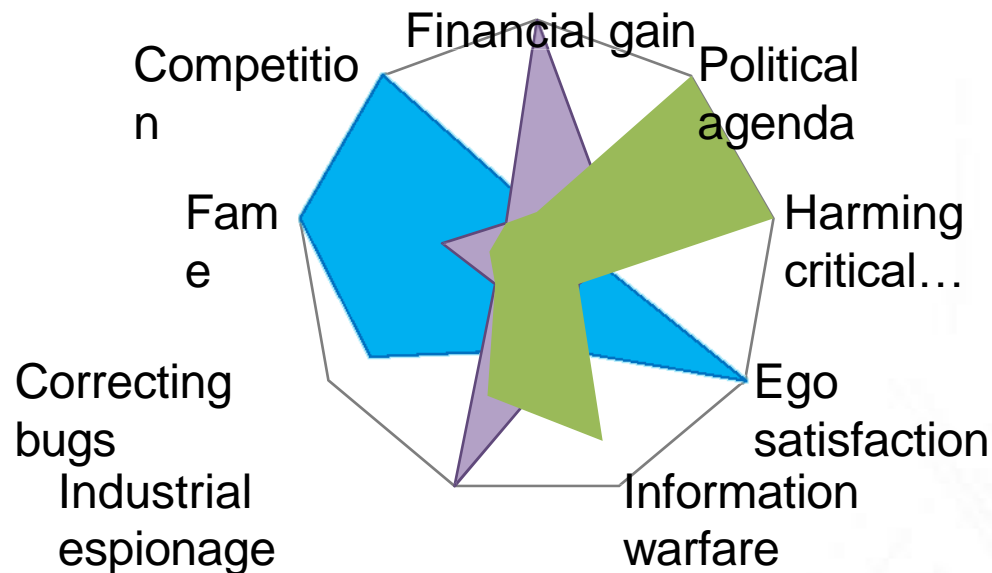 Financial gain
Political
agenda
Harming
critical…
Ego
satisfaction
Information
warfare
Industrial
espionage
Correcting
bugs
Fam
e
Competitio
n